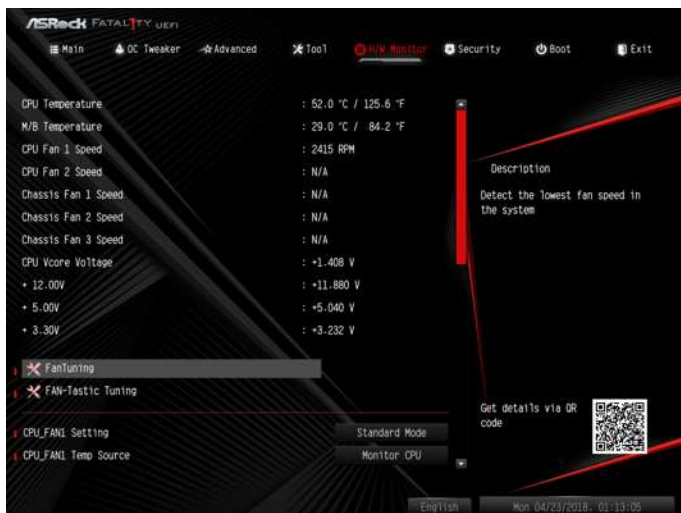 ASRock FATAL1TY UEFI
Main OC Tweaker Advanced Tool H/W Monitor Security Boot Exit
CPU Temperature : 52.0 °C / 125.6 °F
M/B Temperature : 29.0 °C / 84.2 °F
CPU Fan 1 Speed : 2415 RPM
CPU Fan 2 Speed : N/A
Chassis Fan 1 Speed : N/A
Chassis Fan 2 Speed : N/A
Chassis Fan 3 Speed : N/A
CPU Vcore Voltage : +1.408 V
+ 12.00V : +11.880 V
+ 5.00V : +5.040 V
+ 3.30V : +3.232 V
FanTuning
FAN-Tastic Tuning
CPU_FAN1 Setting Standard Mode
CPU_FAN1 Temp Source Monitor CPU
Description
Detect the lowest fan speed in
the system
Get details via QR
code
English Mon 04/23/2018. 01:13:05